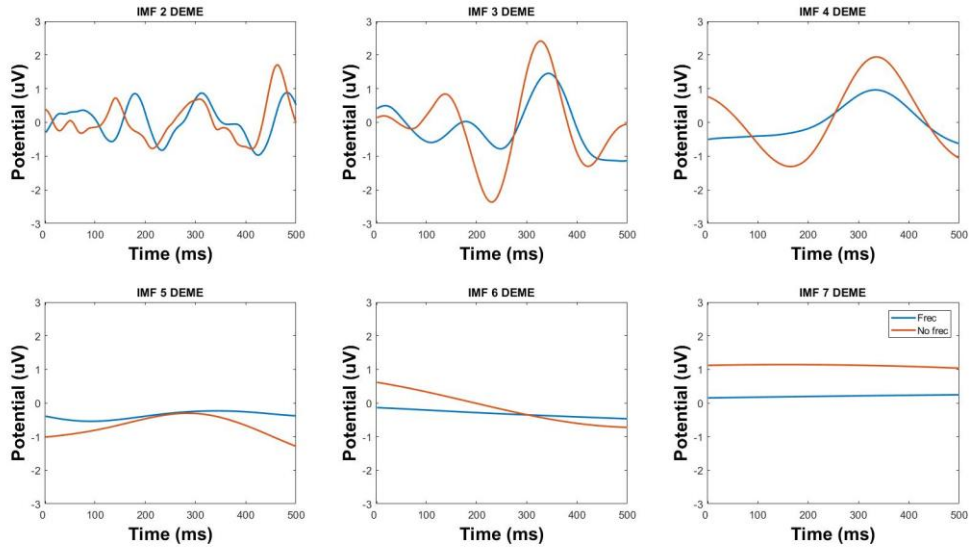 IMF 2 DEME
Potential (uV)
3
2
1
0
-1
-2
-3
0 100 200 300 400 500
Time (ms)
IMF 3 DEME
Potential (uV)
3
2
1
0
-1
-2
-3
0 100 200 300 400 500
Time (ms)
IMF 4 DEME
Potential (uV)
3
2
1
0
-1
-2
-3
0 100 200 300 400 500
Time (ms)
IMF 5 DEME
Potential (uV)
3
2
1
0
-1
-2
-3
0 100 200 300 400 500
Time (ms)
IMF 6 DEME
Potential (uV)
3
2
1
0
-1
-2
-3
0 100 200 300 400 500
Time (ms)
IMF 7 DEME
Potential (uV)
3
2
1
0
-1
-2
-3
0 100 200 300 400 500
Time (ms)
Frec
No frec